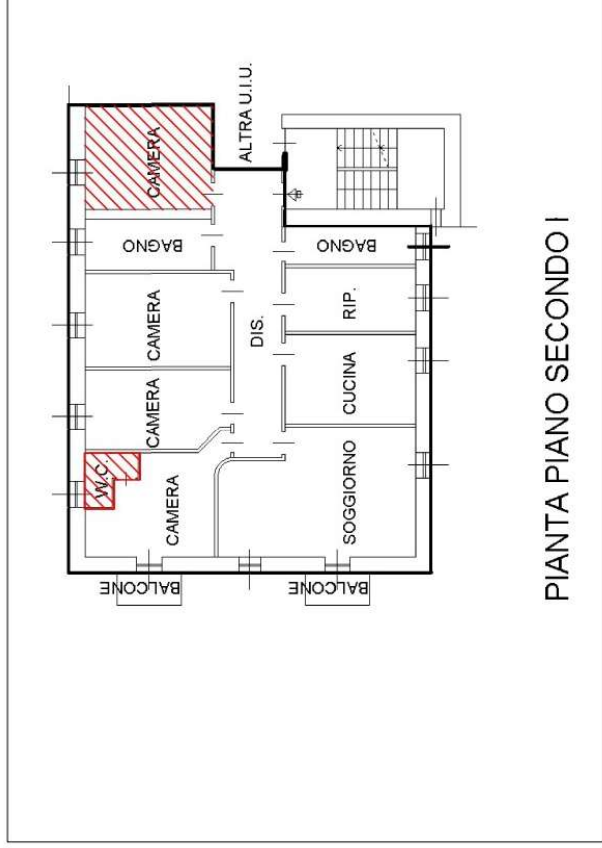 CAMERA
ALTRA U.I.U.
BAGNO
BAGNO
CAMERA
DIS.
RIP.
CAMERA
CUCINA
W.C.
CAMERA
SOGGIORNO
BALCONE
BALCONE
PIANTA PIANO SECONDO